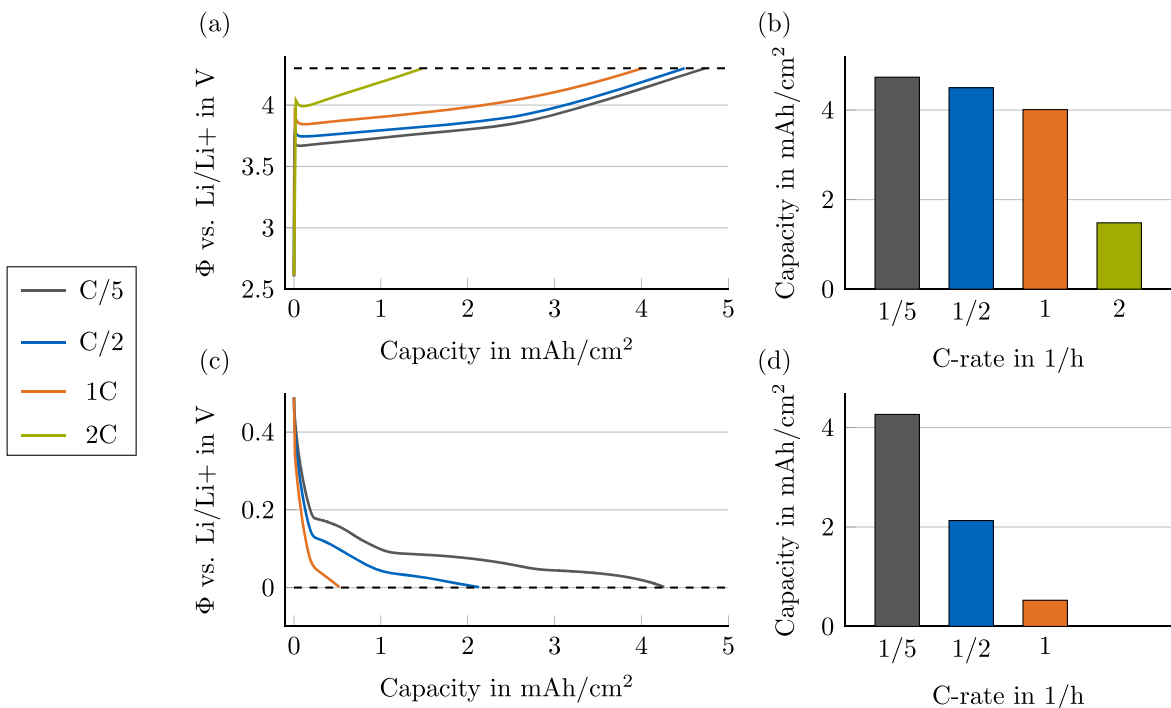 (a)
Φ vs. Li/Li+ in V
4
3.5
3
2.5
0 1 2 3 4 5
Capacity in mAh/cm²
(b)
Capacity in mAh/cm²
4
2
0
1/5 1/2 1 2
C-rate in 1/h
C/5
C/2
1C
2C
(c)
Φ vs. Li/Li+ in V
0.4
0.2
0
0 1 2 3 4 5
Capacity in mAh/cm²
(d)
Capacity in mAh/cm²
4
2
0
1/5 1/2 1
C-rate in 1/h